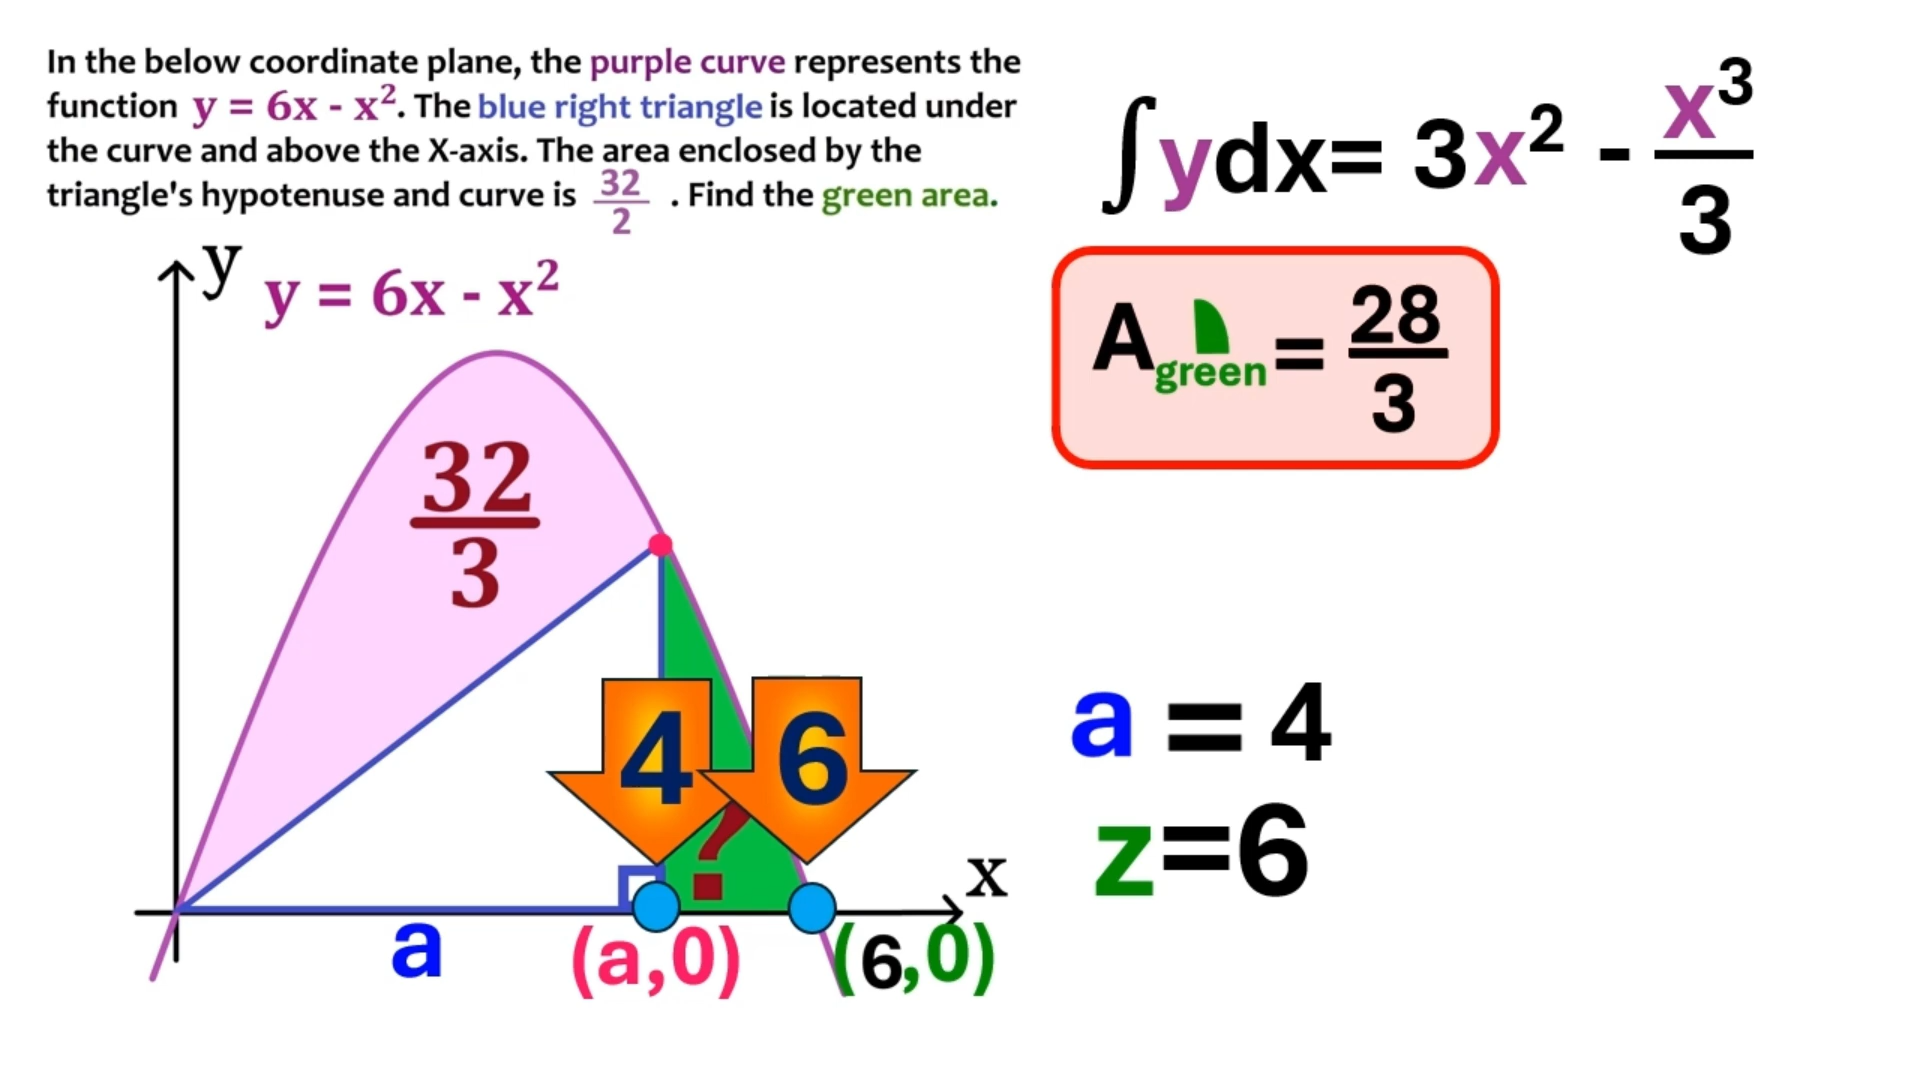 In the below coordinate plane, the purple curve represents the
function y = 6x - x². The blue right triangle is located under
the curve and above the X-axis. The area enclosed by the
triangle's hypotenuse and curve is 32/2 . Find the green area.
∫ydx= 3x² - x³/3
y
y = 6x - x²
A green = 28/3
32/3
4 6
?
a = 4
z=6
x
a
(a,0)
(6,0)